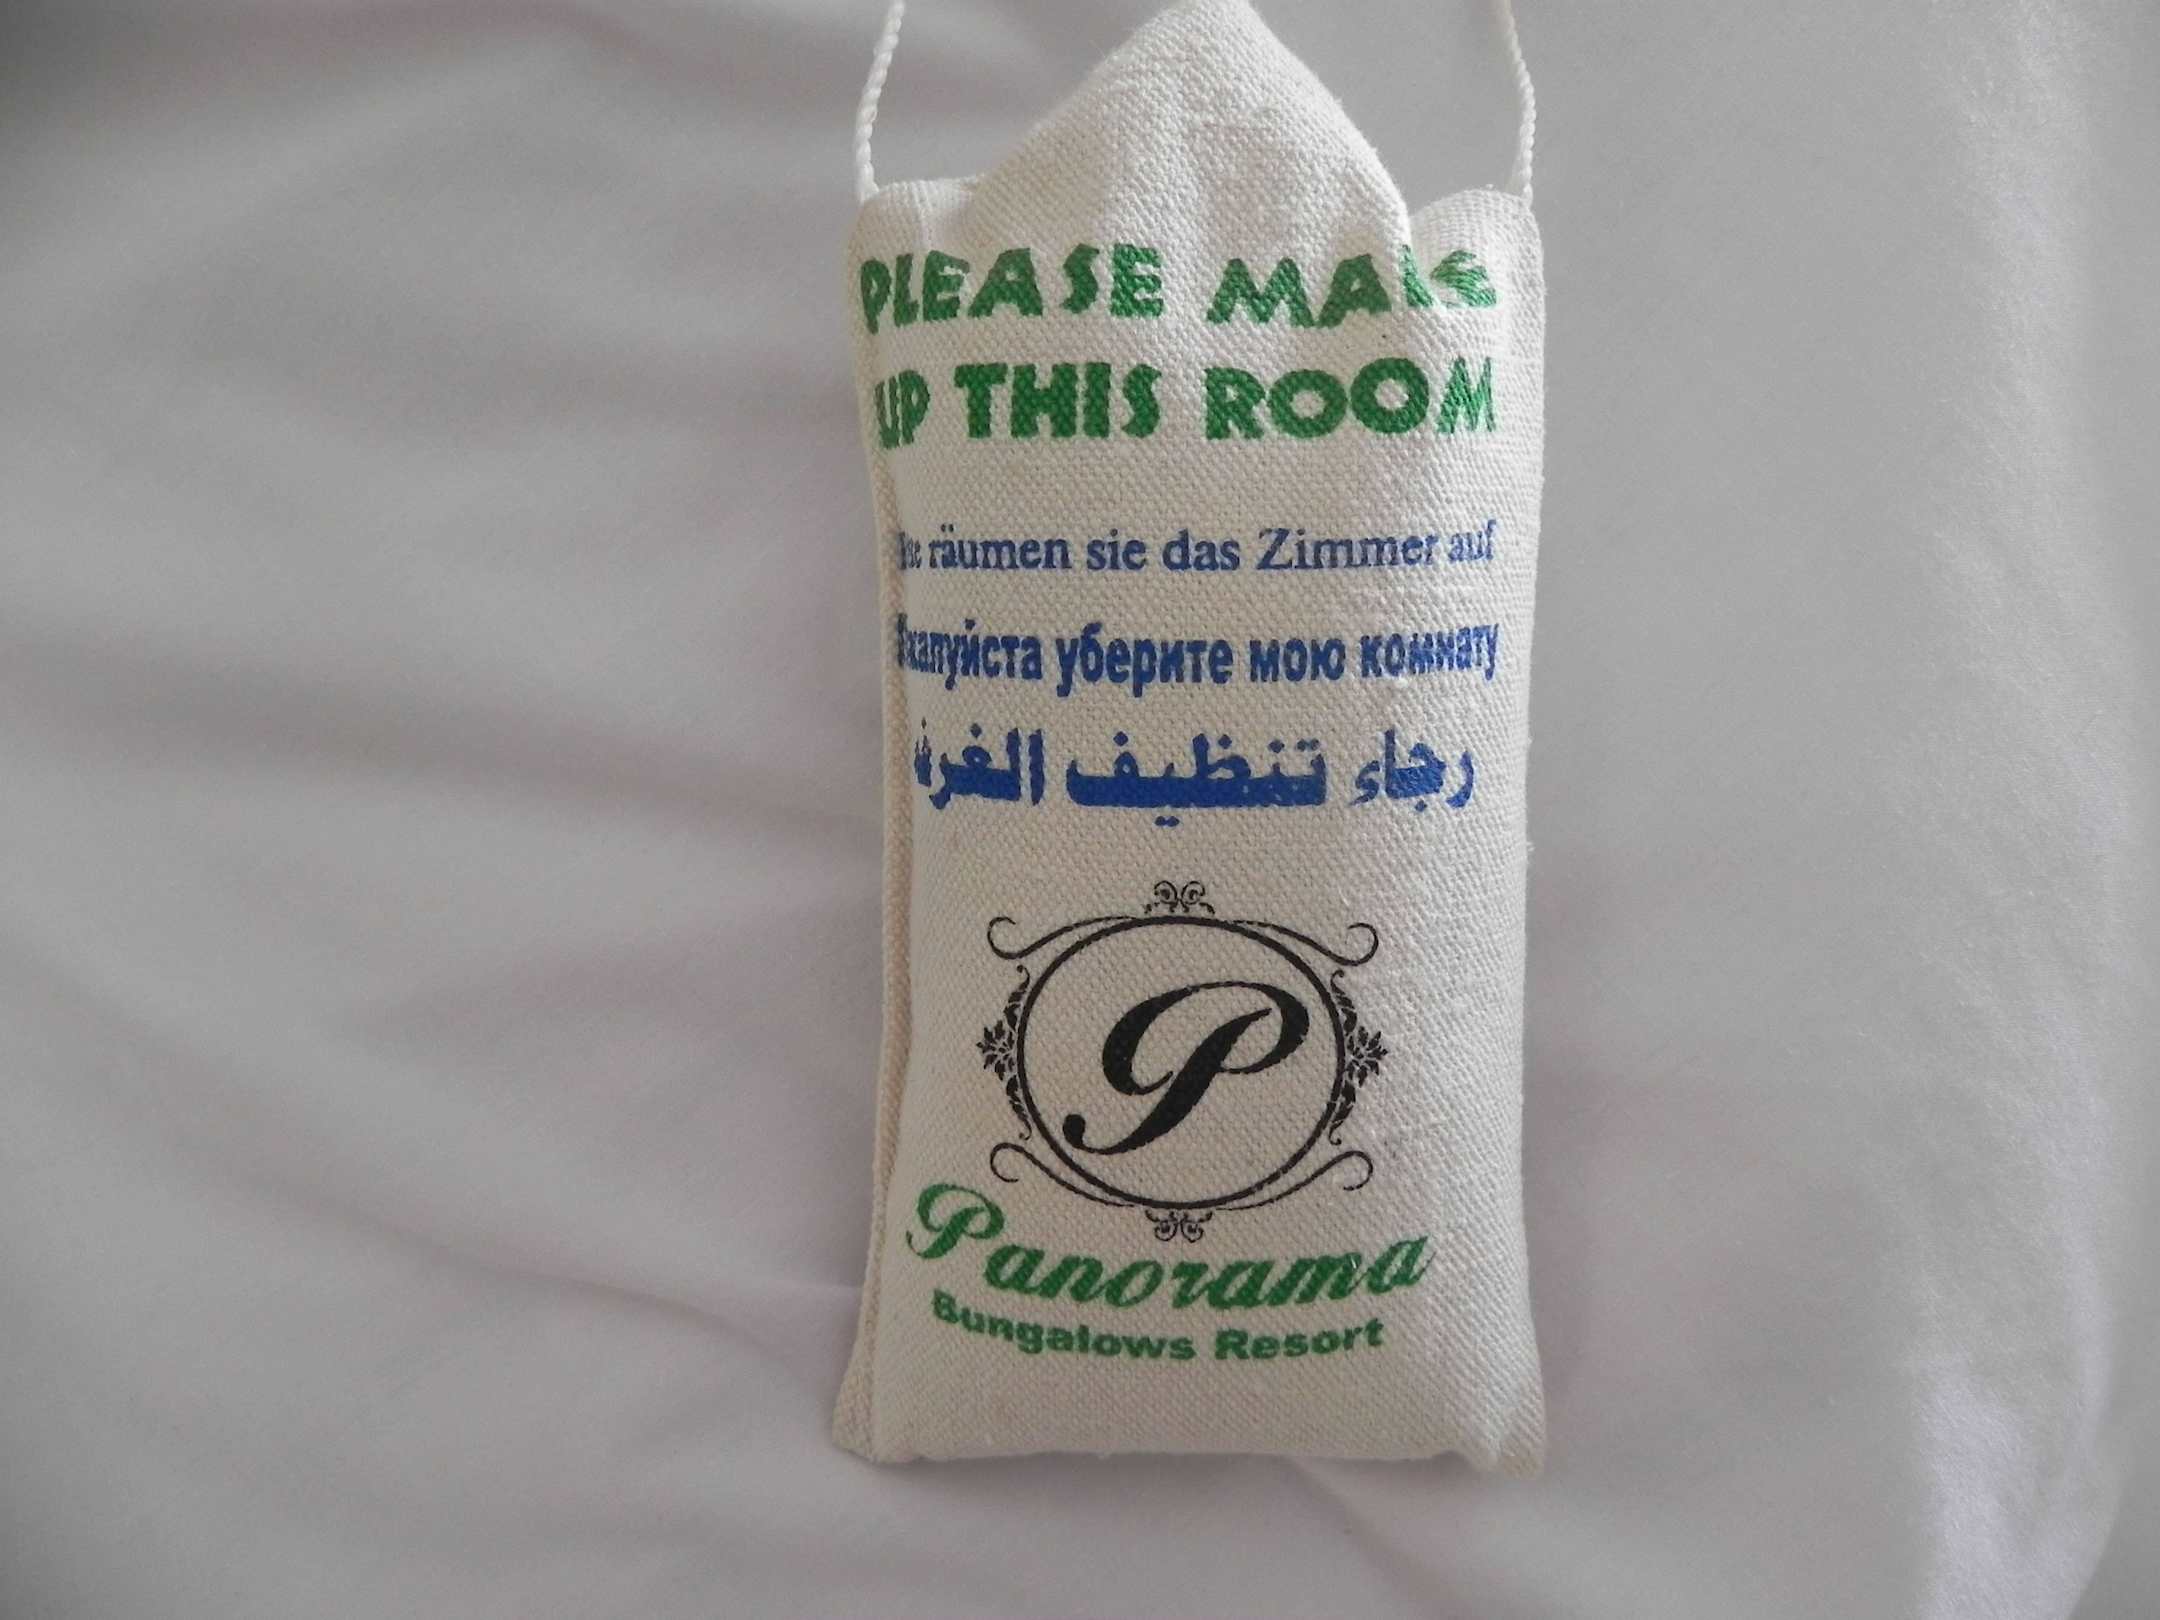 PLEASE MAKE
UP THIS ROOM
räumen sie das Zimmer auf
уберите мою комнату
رجاء تنظيف الغرفة
P
Panorama
Bungalows Resort